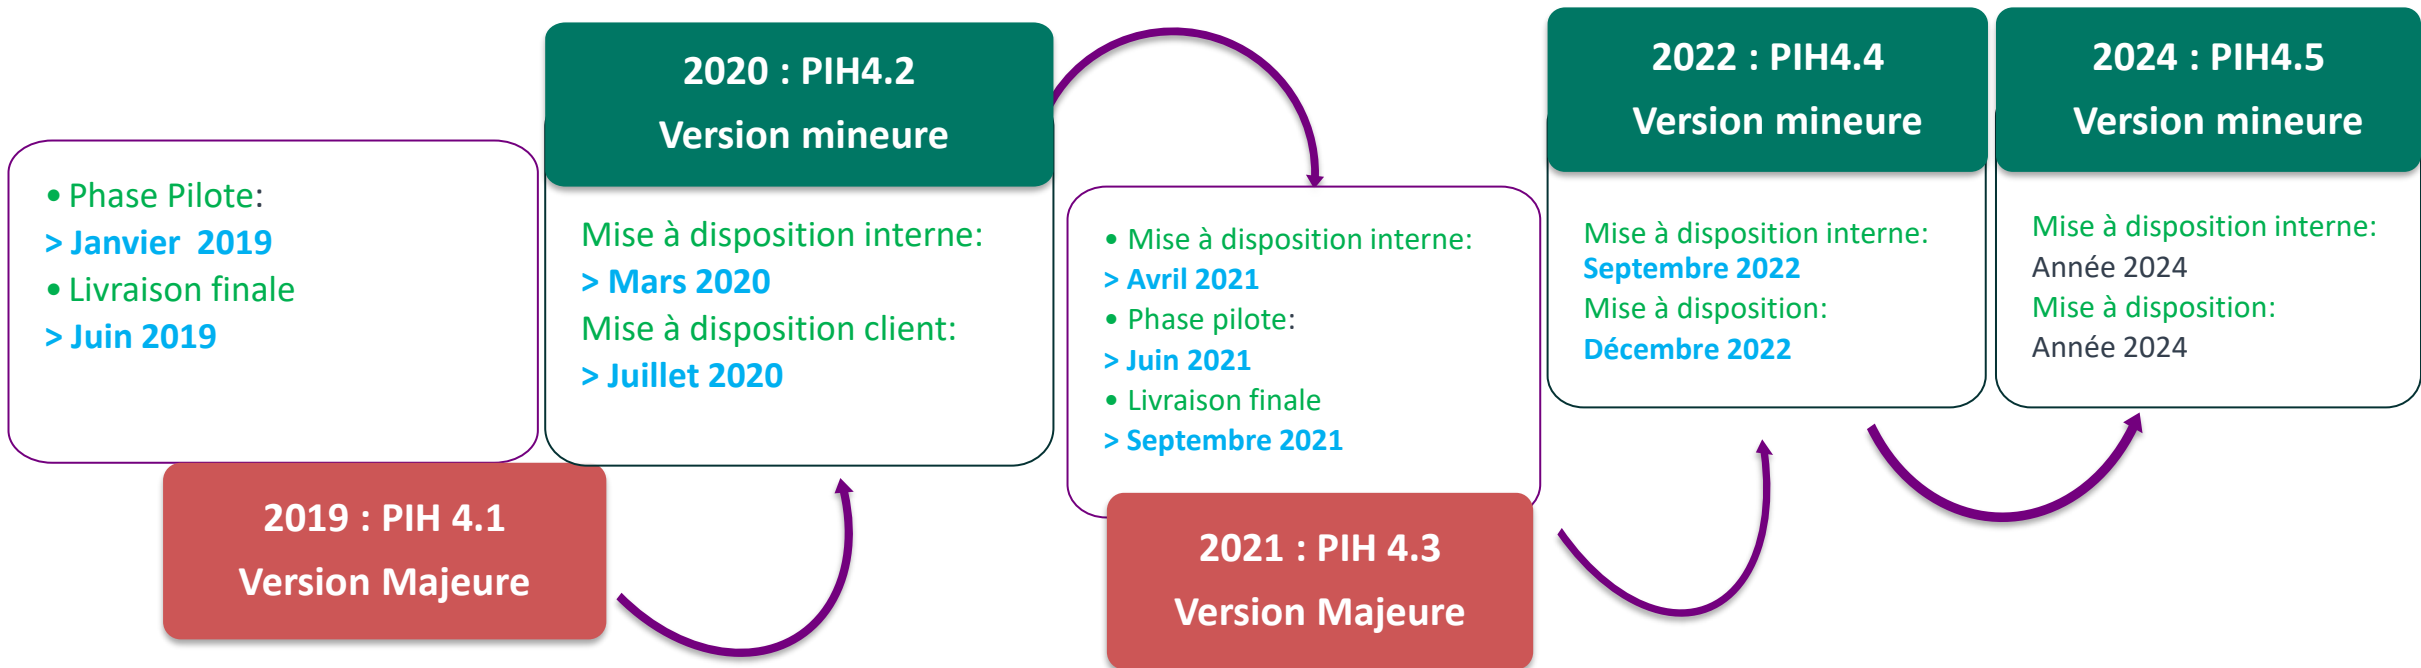 • Phase Pilote:
> Janvier  2019
• Livraison finale
> Juin 2019
2019 : PIH 4.1
Version Majeure
2020 : PIH4.2
Version mineure
Mise à disposition interne:
> Mars 2020
Mise à disposition client:
> Juillet 2020
• Mise à disposition interne:
> Avril 2021
• Phase pilote:
> Juin 2021
• Livraison finale
> Septembre 2021
2021 : PIH 4.3
Version Majeure
2022 : PIH4.4
Version mineure
Mise à disposition interne:
Septembre 2022
Mise à disposition:
Décembre 2022
2024 : PIH4.5
Version mineure
Mise à disposition interne:
Année 2024
Mise à disposition:
Année 2024